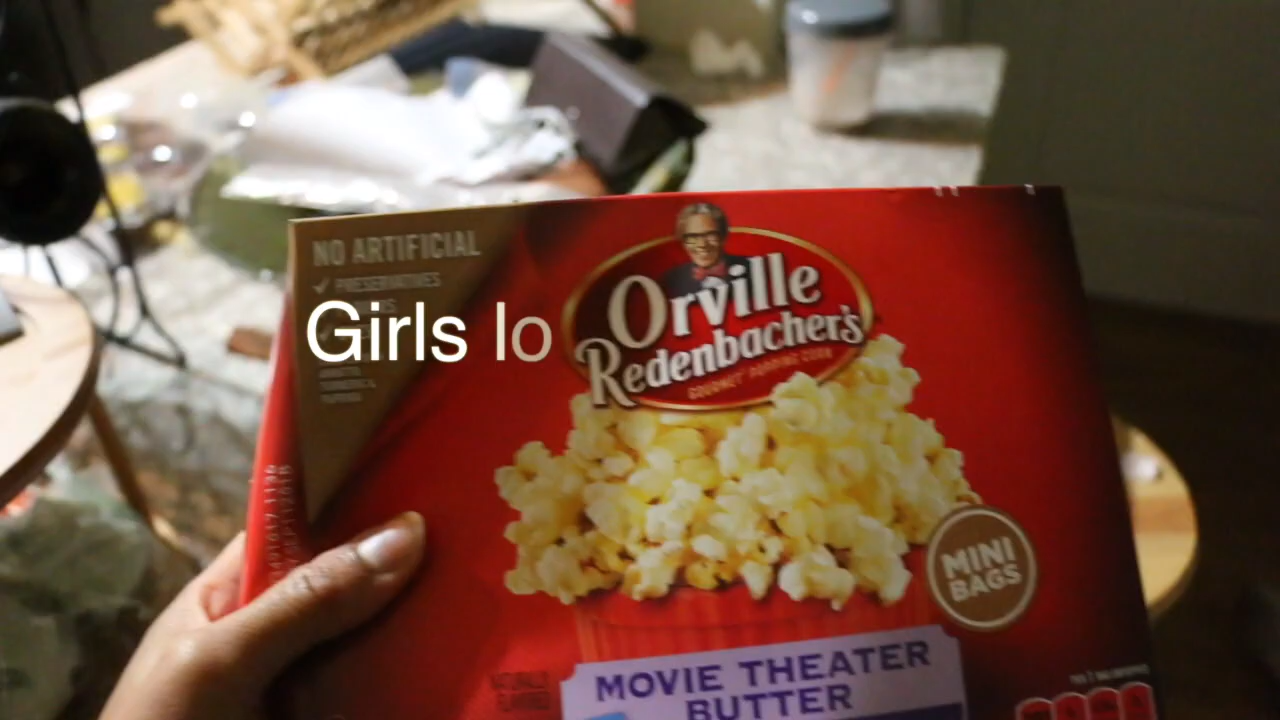 NO ARTIFICIAL
✓ PRESERVATIVES
Girls lo
Orville
Redenbacher's
GOURMET POPPING CORN
MINI
BAGS
MOVIE THEATER
BUTTER